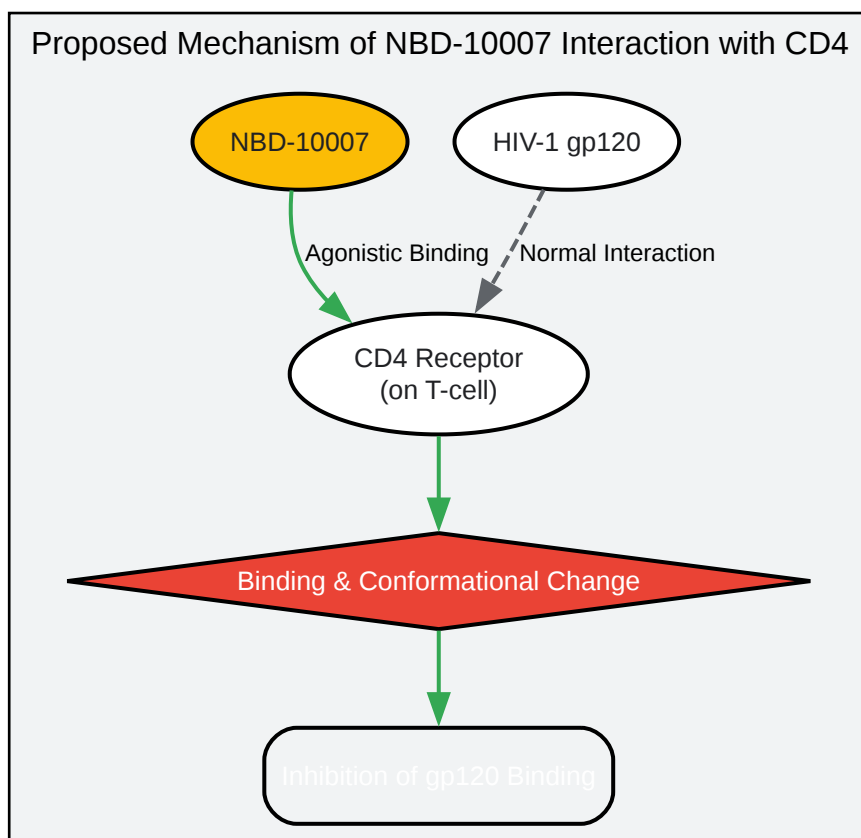 Proposed Mechanism of NBD-10007 Interaction with CD4
NBD-10007
HIV-1 gp120
Agonistic Binding
Normal Interaction
CD4 Receptor
(on T-cell)
Binding & Conformational Change
Inhibition of gp120 Binding